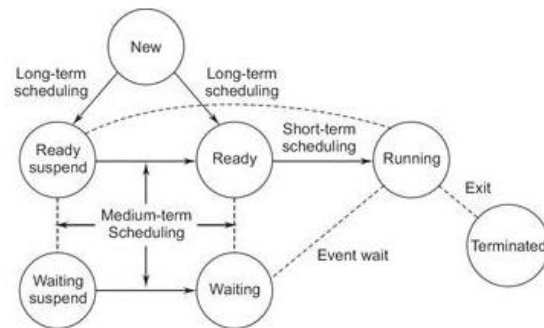 New
Long-term
scheduling
Long-term
scheduling
Ready
suspend
Ready
Short-term
scheduling
Running
Exit
Terminated
Medium-term
Scheduling
Event wait
Waiting
suspend
Waiting